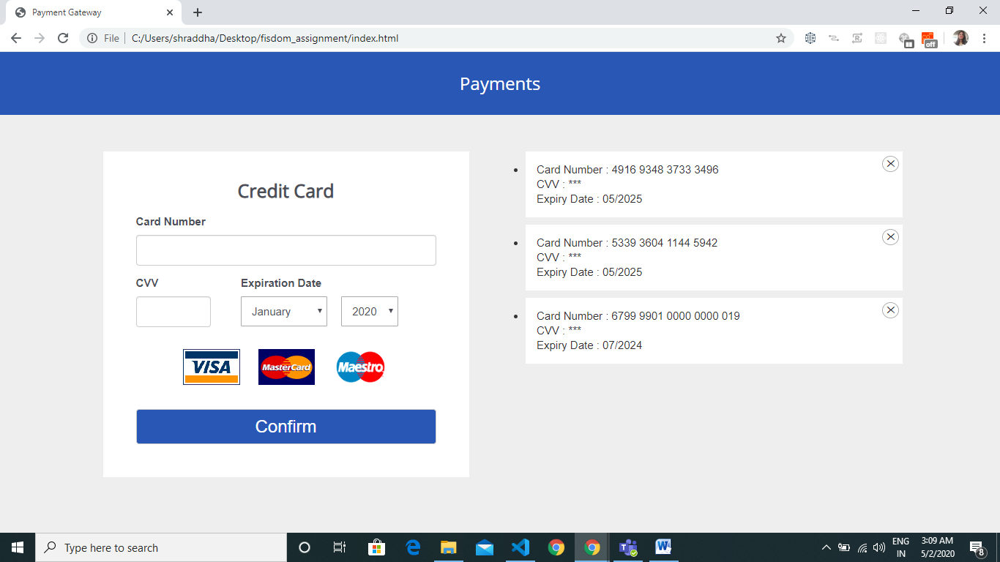 Payment Gateway
File C:/Users/shraddha/Desktop/fisdom_assignment/index.html
off
Payments
Credit Card
Card Number
CVV Expiration Date
January 2020
VISA MasterCard Maestro
Confirm
Card Number : 4916 9348 3733 3496
CVV : ***
Expiry Date : 05/2025
Card Number : 5339 3604 1144 5942
CVV : ***
Expiry Date : 05/2025
Card Number : 6799 9901 0000 0000 019
CVV : ***
Expiry Date : 07/2024
Type here to search
ENG
IN
3:09 AM
5/2/2020
8